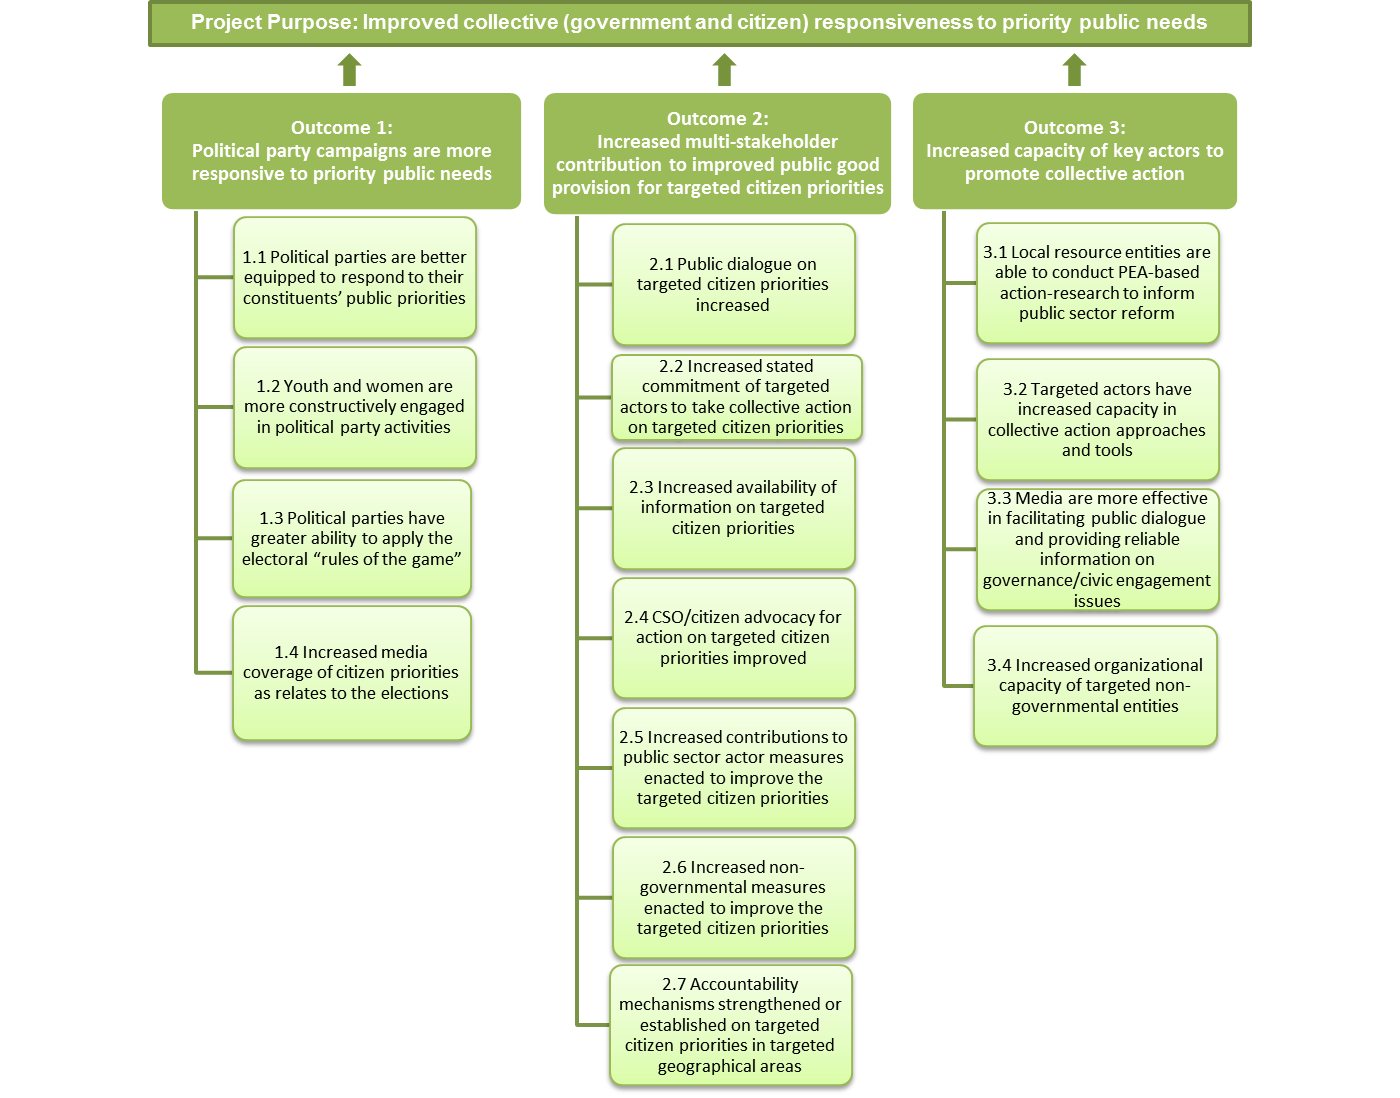 Project Purpose: Improved collective (government and citizen) responsiveness to priority public needs
Outcome 1:
Political party campaigns are more
responsive to priority public needs
1.1 Political parties are better
equipped to respond to their
constituents’ public priorities
1.2 Youth and women are
more constructively engaged
in political party activities
1.3 Political parties have
greater ability to apply the
electoral “rules of the game”
1.4 Increased media
coverage of citizen priorities
as relates to the elections
Outcome 2:
Increased multi-stakeholder
contribution to improved public good
provision for targeted citizen priorities
2.1 Public dialogue on
targeted citizen priorities
increased
2.2 Increased stated
commitment of targeted
actors to take collective action
on targeted citizen priorities
2.3 Increased availability of
information on targeted
citizen priorities
2.4 CSO/citizen advocacy for
action on targeted citizen
priorities improved
2.5 Increased contributions to
public sector actor measures
enacted to improve the
targeted citizen priorities
2.6 Increased non-
governmental measures
enacted to improve the
targeted citizen priorities
2.7 Accountability
mechanisms strengthened or
established on targeted
citizen priorities in targeted
geographical areas
Outcome 3:
Increased capacity of key actors to
promote collective action
3.1 Local resource entities are
able to conduct PEA-based
action-research to inform
public sector reform
3.2 Targeted actors have
increased capacity in
collective action approaches
and tools
3.3 Media are more effective
in facilitating public dialogue
and providing reliable
information on
governance/civic engagement
issues
3.4 Increased organizational
capacity of targeted non-
governmental entities